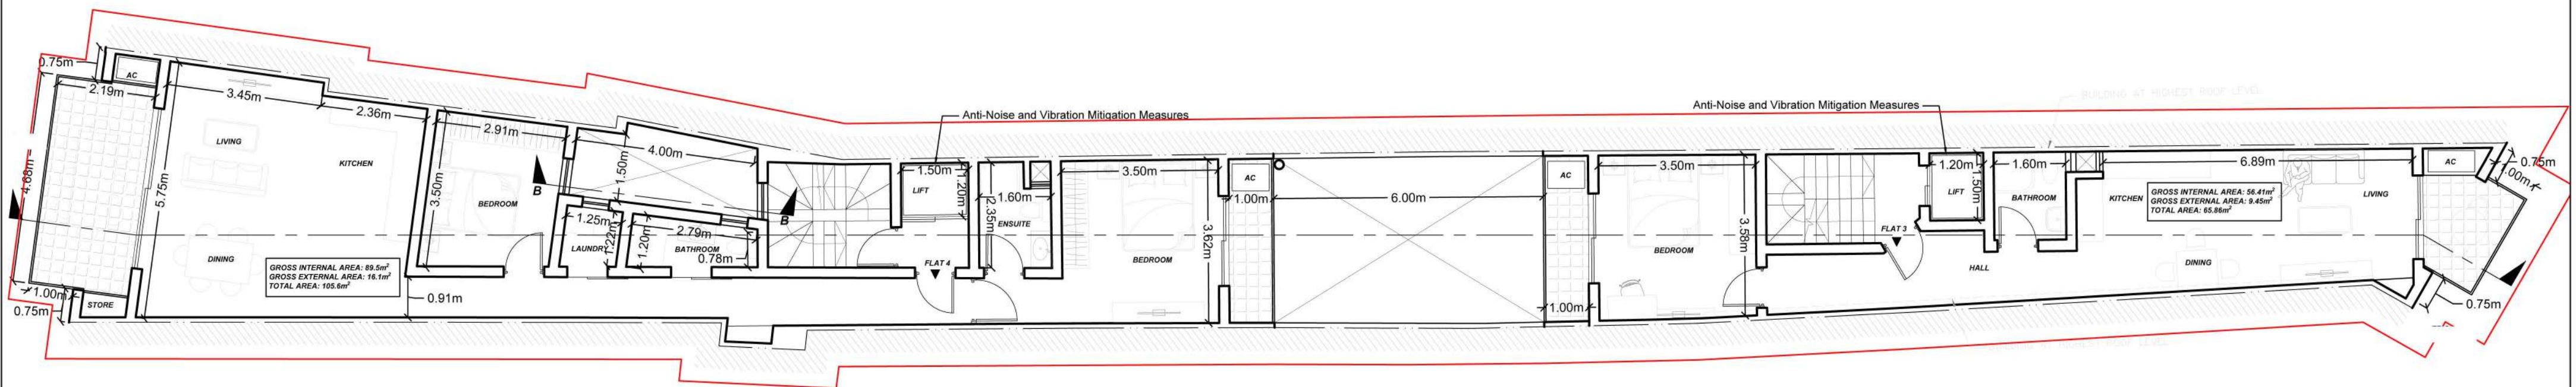 0.75m
AC
2.19m
3.45m
2.36m
4.68m
LIVING
KITCHEN
5.75m
DINING
GROSS INTERNAL AREA: 89.5m²
GROSS EXTERNAL AREA: 16.1m²
TOTAL AREA: 105.6m²
1.00m
0.75m
STORE
0.91m
2.91m
3.50m
BEDROOM
B
4.00m
1.50m
B
1.25m
1.22m
LAUNDRY
1.20m
2.79m
BATHROOM
0.78m
Anti-Noise and Vibration Mitigation Measures
1.50m
LIFT
1.20m
FLAT 4
1.60m
2.35m
ENSUITE
3.50m
BEDROOM
3.62m
AC
1.00m
6.00m
AC
1.00m
3.50m
BEDROOM
3.58m
Anti-Noise and Vibration Mitigation Measures
BUILDING AT HIGHEST ROOF LEVEL
1.20m
LIFT
1.50m
FLAT 3
HALL
1.60m
BATHROOM
6.89m
KITCHEN
GROSS INTERNAL AREA: 56.41m²
GROSS EXTERNAL AREA: 9.45m²
TOTAL AREA: 65.86m²
LIVING
DINING
AC
0.75m
1.00m
0.75m
LEVEL